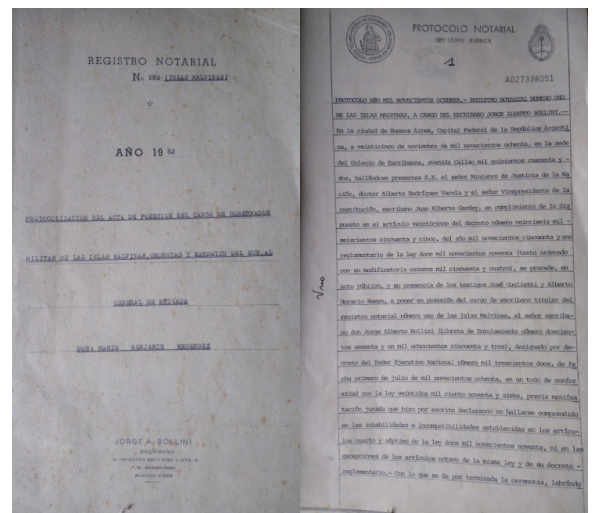 REGISTRO NOTARIAL
N. UNO (ISLAS MALVINAS)
AÑO 19 82
PROTOCOLIZACION DEL ACTA DE PONERLE DEL CARGO DE GOBERNADOR
MILITAR DE LAS ISLAS MALVINAS, GEORGIAS Y SANDWICH DEL SUR, AL
GENERAL DE BRIGADA
DON: MARIO BENJAMIN MENENDEZ
JORGE A. BOLLINI
ESCRIBANO
BUENOS AIRES
PROTOCOLO NOTARIAL
LEY 12.990 - RUBRICA
1
A027338051
PROTOCOLO AÑO MIL NOVECIENTOS OCHENTA.- REGISTRO NOTARIAL NUMERO UNO
DE LAS ISLAS MALVINAS, A CARGO DEL ESCRIBANO JORGE ALBERTO BOLLINI.-
En la ciudad de Buenos Aires, Capital Federal de la República Argenti
na, a veinticinco de noviembre de mil novecientos ochenta, en la sede
del Colegio de Escribanos, avenida Callao mil quinientos cuarenta y -
dos, hallándose presentes S.E. el señor Ministro de Justicia de la Na
ción, doctor Alberto Rodríguez Varela y el señor Vicepresidente de la
institución, escribano Juan Alberto Gardey, en cumplimiento de lo dis
puesto en el artículo veinticinco del decreto número veintiseis mil -
seiscientos cincuenta y cinco, del año mil novecientos cincuenta y uno
reglamentario de la ley doce mil novecientos noventa (texto ordenado
con su modificatoria catorce mil cincuenta y cuatro), se procede, en
acto público, y en presencia de los testigos José Guglietti y Alberto
Horacio Mueyo, a poner en posesión del cargo de escribano titular del
registro notarial número uno de las Islas Malvinas, al señor escriba-
no don Jorge Alberto Bollini (Libreta de Enrolamiento número doscien-
tos sesenta y un mil ochocientos cincuenta y tres), designado por de-
creto del Poder Ejecutivo Nacional número mil trescientos doce, de fe
cha primero de julio de mil novecientos ochenta, en un todo de confor
midad con la ley veintidos mil ciento noventa y siete, previa manifes
tación jurada que hizo por escrito declarando no hallarse comprendido
en las inhabilidades e incompatibilidades establecidas en los artícu-
los cuarto y séptimo de la ley doce mil novecientos noventa, ni en las
excepciones de los artículos octavo de la misma ley y de su decreto -
reglamentario.- Con lo que se da por terminada la ceremonia, labrándo